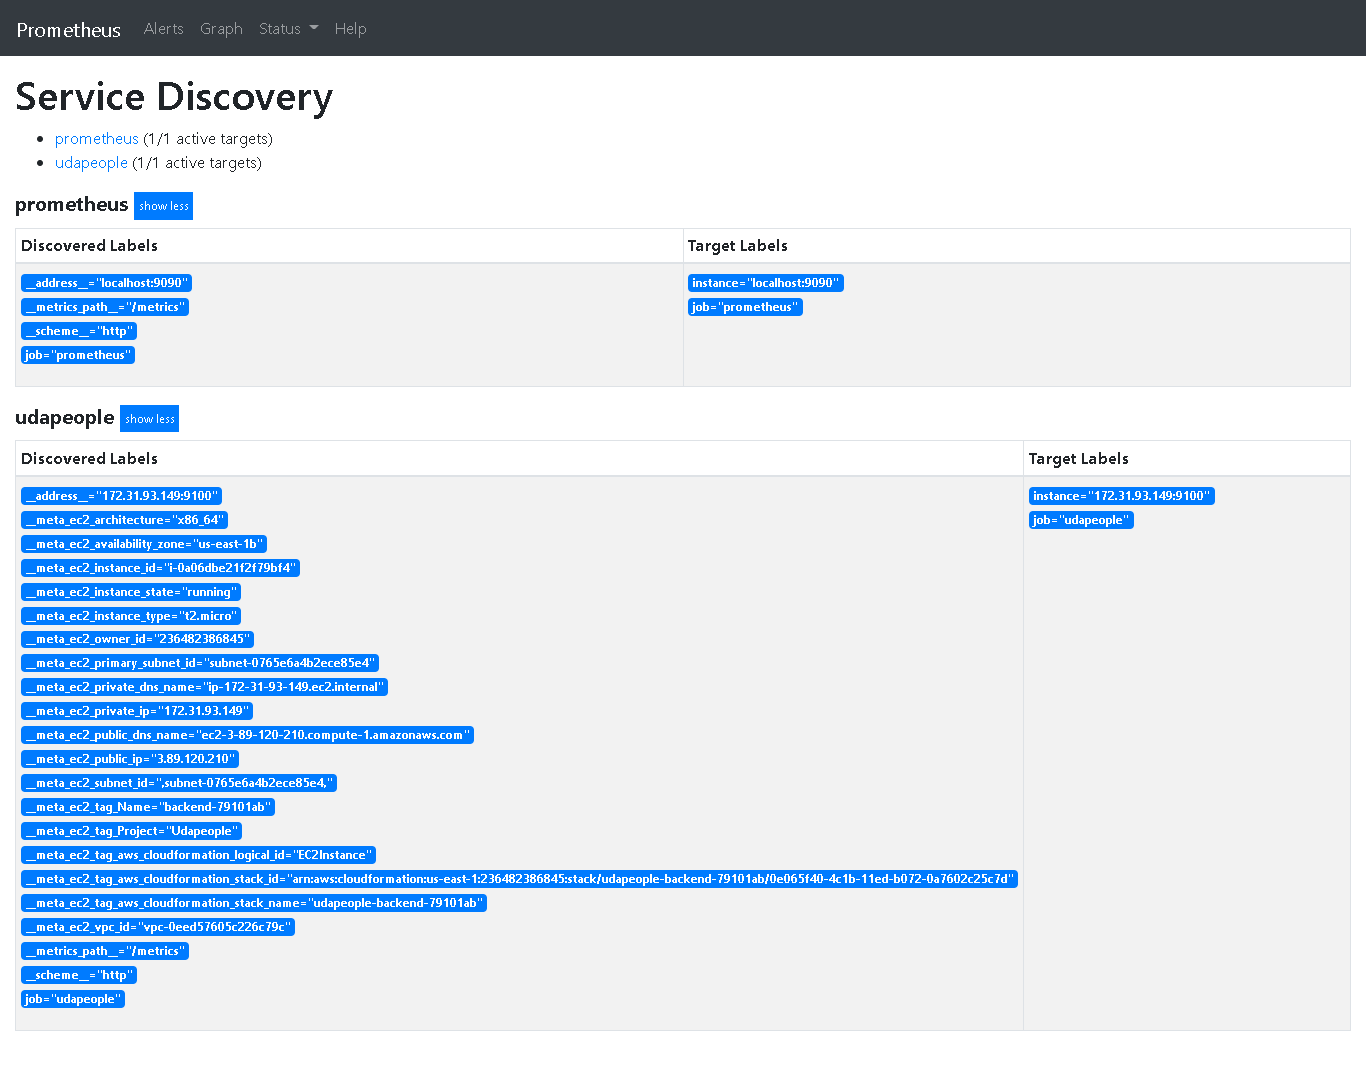 Prometheus Alerts Graph Status Help
Service Discovery
prometheus (1/1 active targets)
udapeople (1/1 active targets)
prometheus show less
Discovered Labels Target Labels
__address__="localhost:9090" instance="localhost:9090"
__metrics_path__="/metrics" job="prometheus"
__scheme__="http"
job="prometheus"
udapeople show less
Discovered Labels Target Labels
__address__="172.31.93.149:9100" instance="172.31.93.149:9100"
__meta_ec2_architecture="x86_64" job="udapeople"
__meta_ec2_availability_zone="us-east-1b"
__meta_ec2_instance_id="i-0a06dbe21f2f79bf4"
__meta_ec2_instance_state="running"
__meta_ec2_instance_type="t2.micro"
__meta_ec2_owner_id="236482386845"
__meta_ec2_primary_subnet_id="subnet-0765e6a4b2ece85e4"
__meta_ec2_private_dns_name="ip-172-31-93-149.ec2.internal"
__meta_ec2_private_ip="172.31.93.149"
__meta_ec2_public_dns_name="ec2-3-89-120-210.compute-1.amazonaws.com"
__meta_ec2_public_ip="3.89.120.210"
__meta_ec2_subnet_id=",subnet-0765e6a4b2ece85e4,"
__meta_ec2_tag_Name="backend-79101ab"
__meta_ec2_tag_Project="Udapeople"
__meta_ec2_tag_aws_cloudformation_logical_id="EC2Instance"
__meta_ec2_tag_aws_cloudformation_stack_id="arn:aws:cloudformation:us-east-1:236482386845:stack/udapeople-backend-79101ab/0e065f40-4c1b-11ed-b072-0a7602c25c7d"
__meta_ec2_tag_aws_cloudformation_stack_name="udapeople-backend-79101ab"
__meta_ec2_vpc_id="vpc-0eed57605c226c79c"
__metrics_path__="/metrics"
__scheme__="http"
job="udapeople"